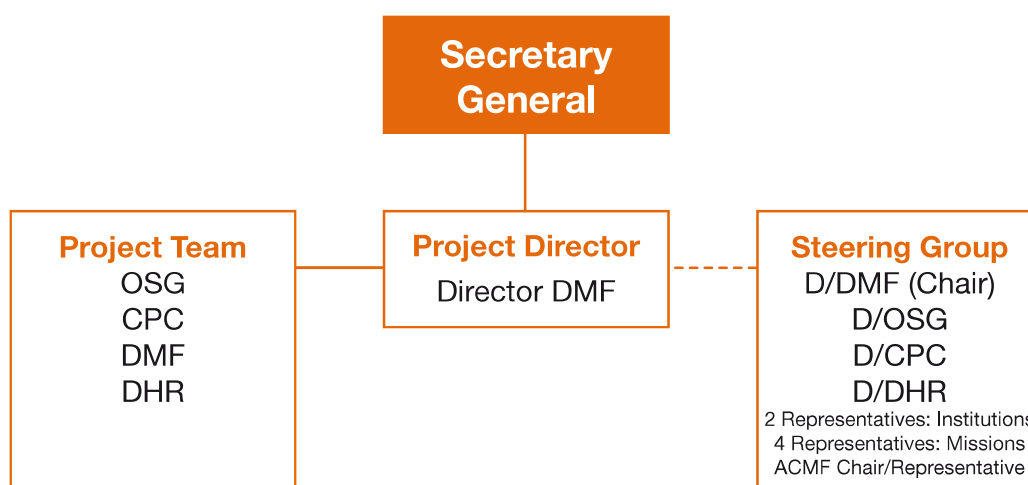 Secretary
General
Project Team
OSG
CPC
DMF
DHR
Project Director
Director DMF
Steering Group
D/DMF (Chair)
D/OSG
D/CPC
D/DHR
2 Representatives: Institutions
4 Representatives: Missions
ACMF Chair/Representative